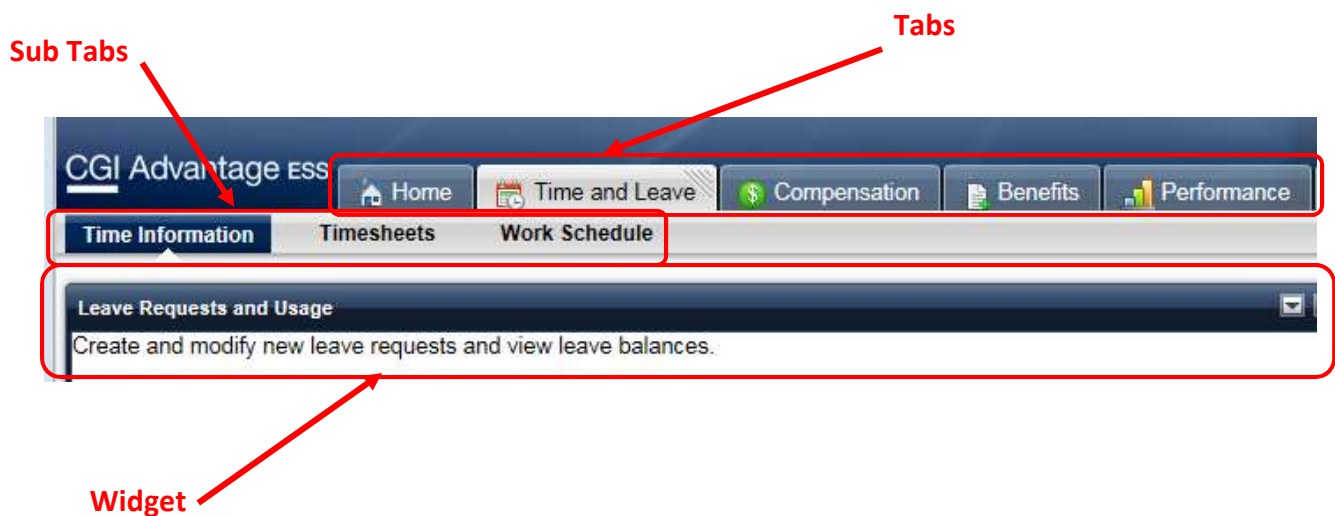 Tabs
Sub Tabs
CGI Advantage ESS
Home Time and Leave Compensation Benefits Performance
Time Information Timesheets Work Schedule
Leave Requests and Usage
Create and modify new leave requests and view leave balances.
Widget